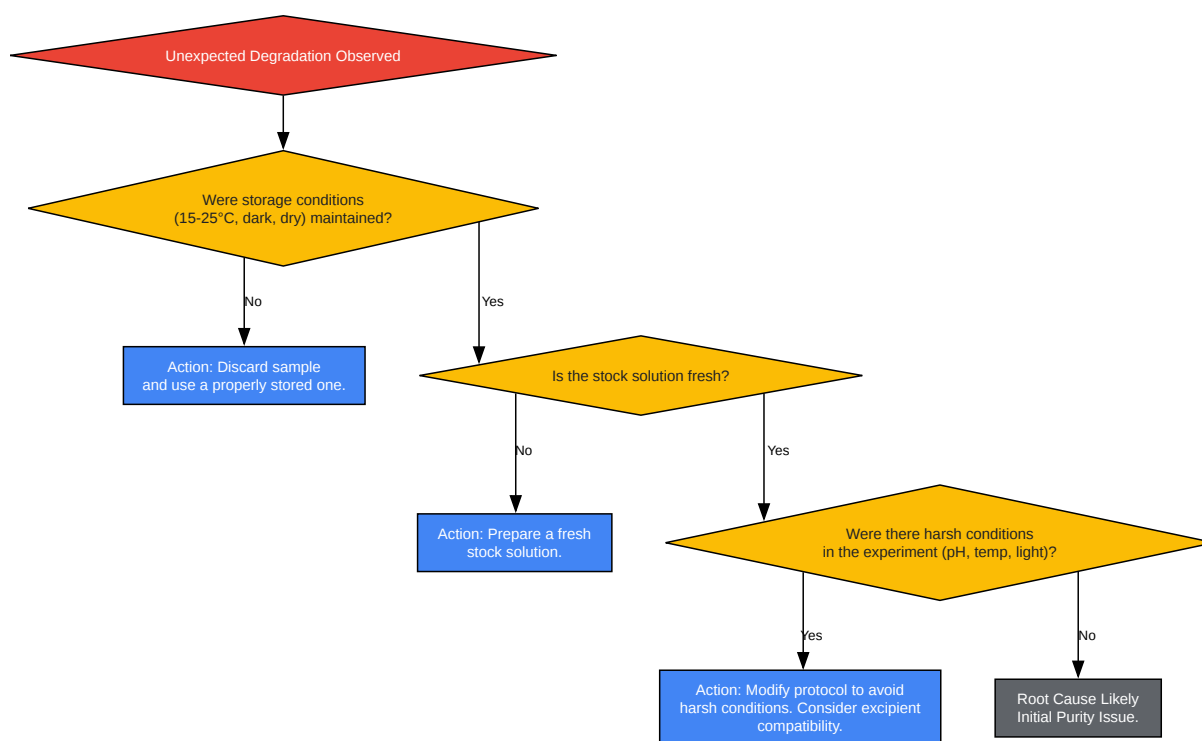 Unexpected Degradation Observed
Were storage conditions
(15-25°C, dark, dry) maintained?
No
Yes
Action: Discard sample
and use a properly stored one.
Is the stock solution fresh?
No
Yes
Action: Prepare a fresh
stock solution.
Were there harsh conditions
in the experiment (pH, temp, light)?
Yes
No
Action: Modify protocol to avoid
harsh conditions. Consider excipient
compatibility.
Root Cause Likely
Initial Purity Issue.